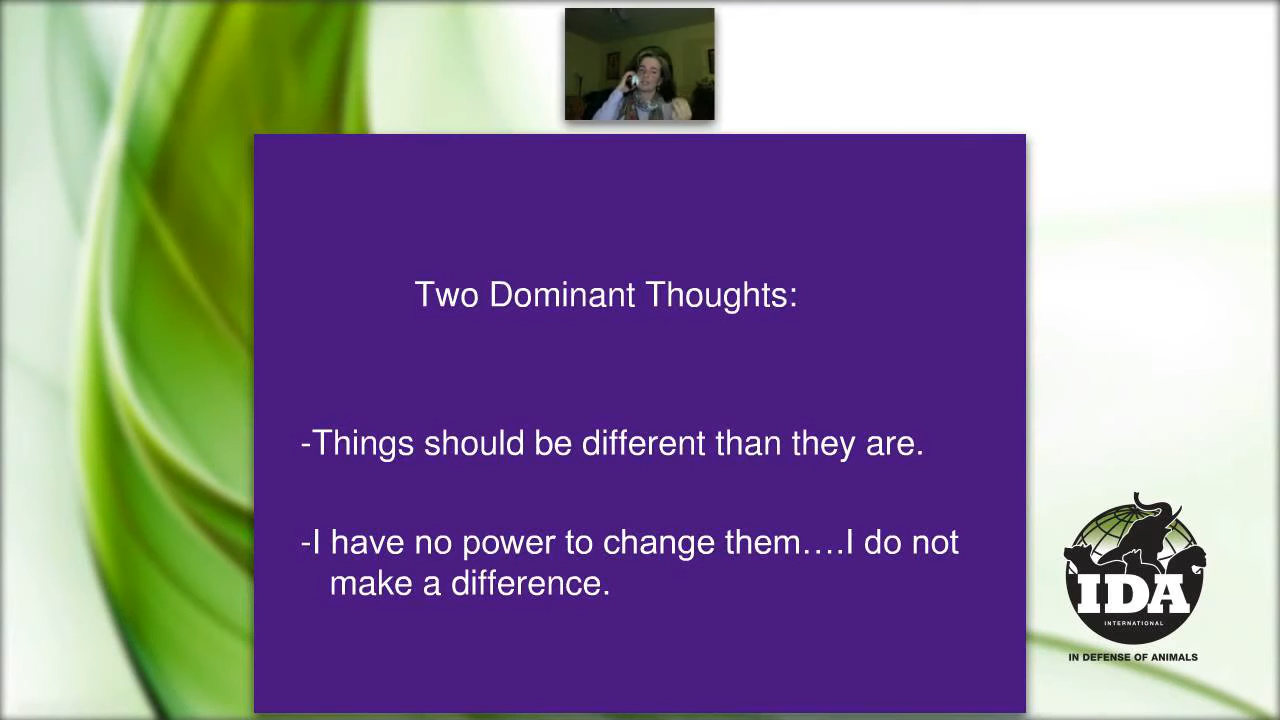 Two Dominant Thoughts:
-Things should be different than they are.
-I have no power to change them….I do not
make a difference.
IDA
INTERNATIONAL
IN DEFENSE OF ANIMALS